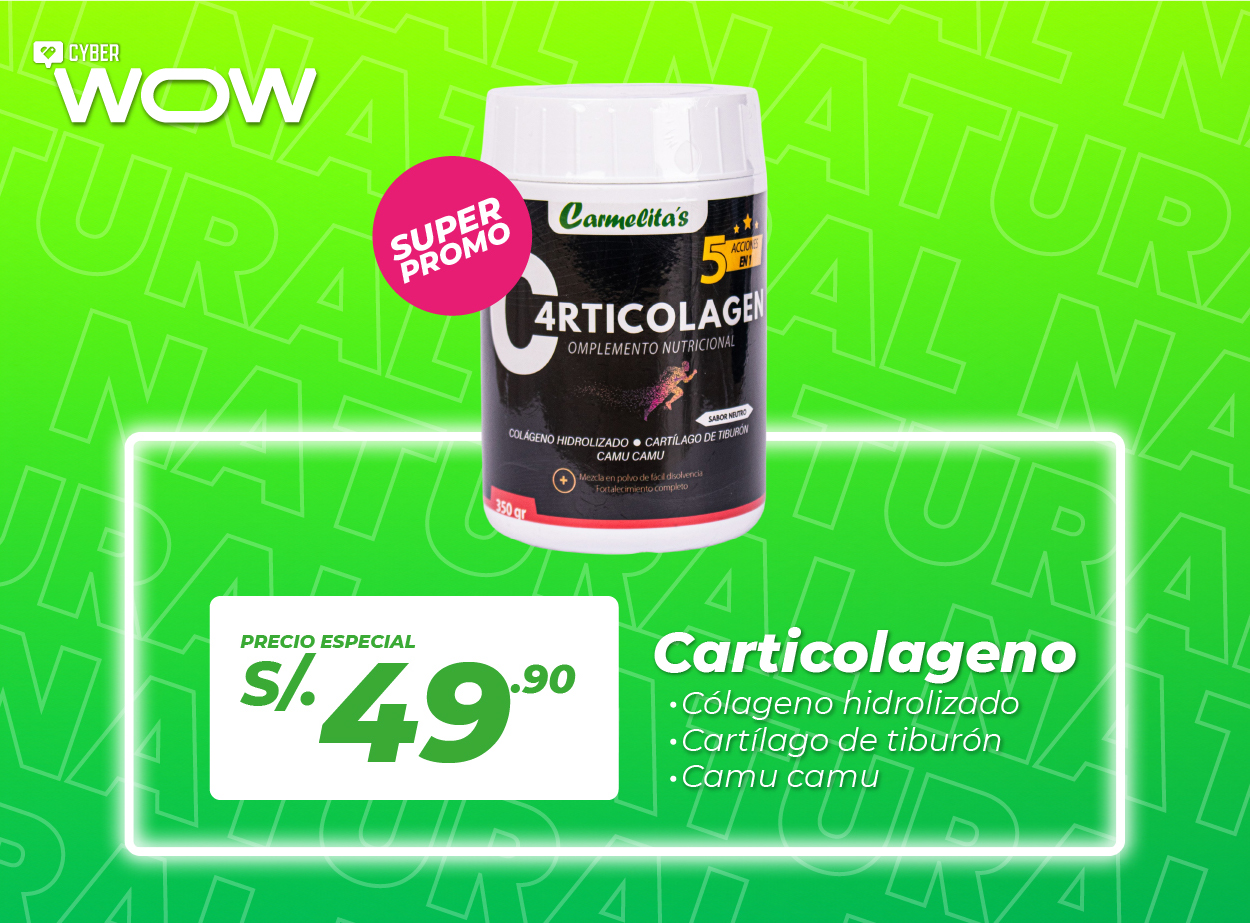 CYBER
WOW
SUPER
PROMO
Carmelita's
5 ACCIONES
EN 1
C4RTICOLAGEN
OMPLEMENTO NUTRICIONAL
SABOR NEUTRO
COLÁGENO HIDROLIZADO ● CARTÍLAGO DE TIBURÓN
CAMU CAMU
+ Mezcla en polvo de fácil disolvencia
Fortalecimiento completo
350 gr
PRECIO ESPECIAL
S/. 49.90
Carticolageno
•Cólageno hidrolizado
•Cartílago de tiburón
•Camu camu
NATURAL